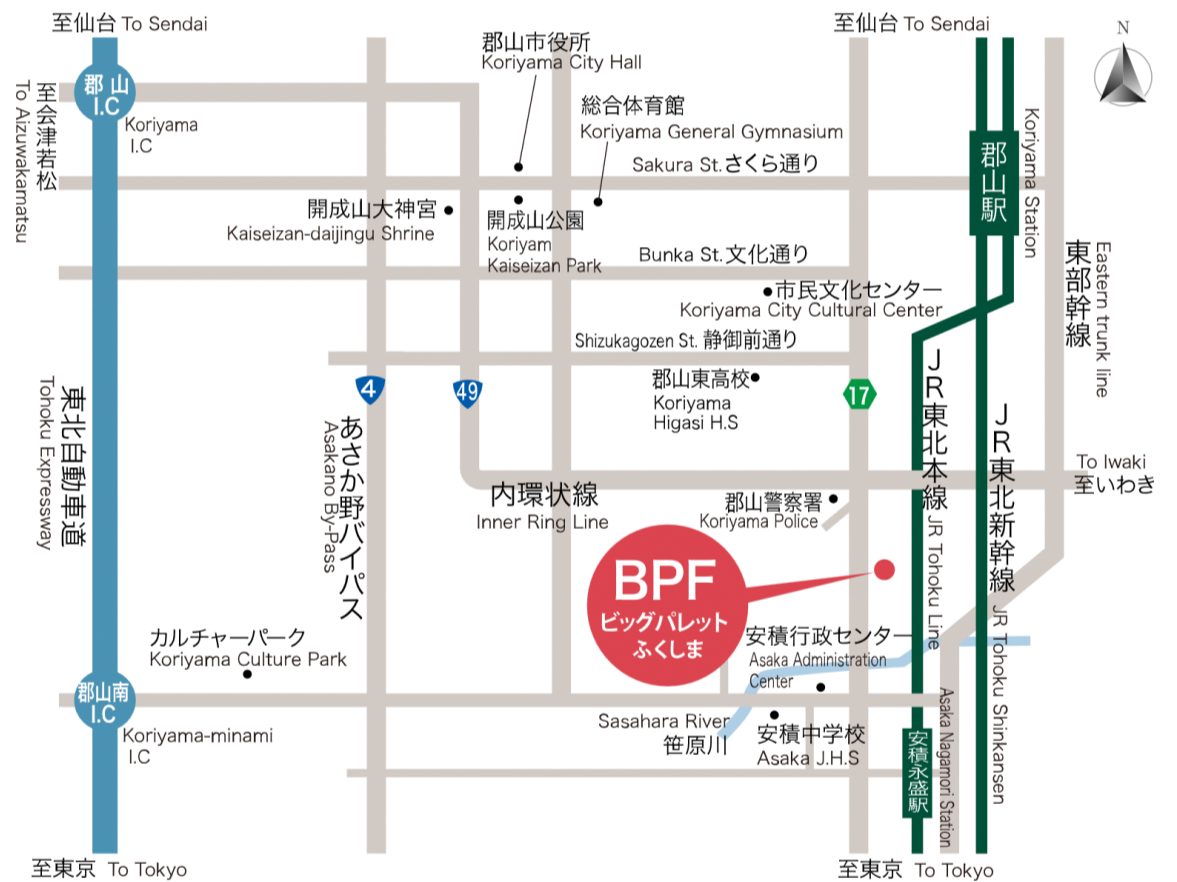 至仙台 To Sendai
至仙台 To Sendai
N
郡山市役所
Koriyama City Hall
郡山
I.C
Koriyama
I.C
至会津若松
To Aizuwakamatsu
総合体育館
Koriyama General Gymnasium
Sakura St.さくら通り
郡山駅
Koriyama Station
開成山大神宮
Kaiseizan-daijingu Shrine
開成山公園
Koriyam
Kaiseizan Park
Bunka St.文化通り
東部幹線
Eastern trunk line
市民文化センター
Koriyama City Cultural Center
Shizukagozen St. 静御前通り
郡山東高校
Koriyama
Higasi H.S
4
49
17
東北自動車道
Tohoku Expressway
あさか野バイパス
Asakano By-Pass
JR東北本線
JR Tohoku Line
JR東北新幹線
JR Tohoku Shinkansen
To Iwaki
至いわき
内環状線
Inner Ring Line
郡山警察署
Koriyama Police
BPF
ビッグパレット
ふくしま
カルチャーパーク
Koriyama Culture Park
安積行政センター
Asaka Administration
Center
郡山南
I.C
Koriyama-minami
I.C
Sasahara River
笹原川
安積中学校
Asaka J.H.S
安積永盛駅
Asaka Nagamori Station
至東京 To Tokyo
至東京 To Tokyo